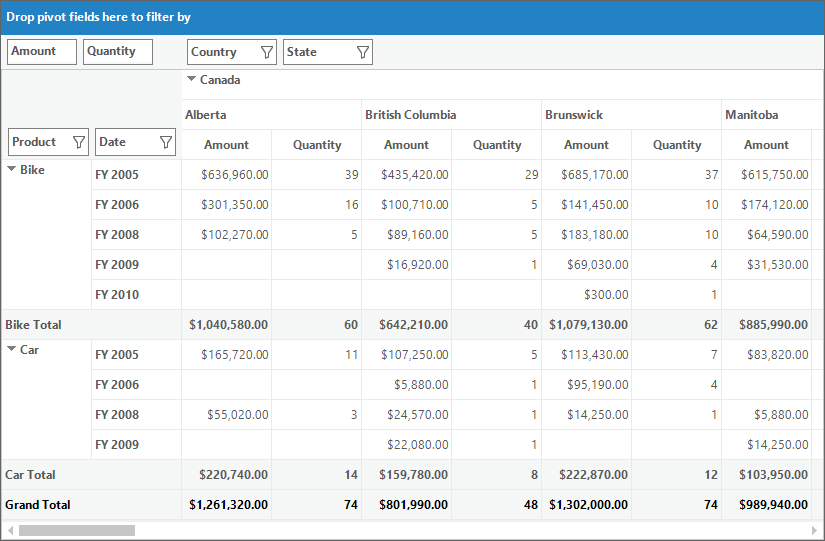 Drop pivot fields here to filter by
Amount Quantity Country State
Canada
Alberta British Columbia Brunswick Manitoba
Product Date Amount Quantity Amount Quantity Amount Quantity Amount
Bike FY 2005 $636,960.00 39 $435,420.00 29 $685,170.00 37 $615,750.00
FY 2006 $301,350.00 16 $100,710.00 5 $141,450.00 10 $174,120.00
FY 2008 $102,270.00 5 $89,160.00 5 $183,180.00 10 $64,590.00
FY 2009 $16,920.00 1 $69,030.00 4 $31,530.00
FY 2010 $300.00 1
Bike Total $1,040,580.00 60 $642,210.00 40 $1,079,130.00 62 $885,990.00
Car FY 2005 $165,720.00 11 $107,250.00 5 $113,430.00 7 $83,820.00
FY 2006 $5,880.00 1 $95,190.00 4
FY 2008 $55,020.00 3 $24,570.00 1 $14,250.00 1 $5,880.00
FY 2009 $22,080.00 1 $14,250.00
Car Total $220,740.00 14 $159,780.00 8 $222,870.00 12 $103,950.00
Grand Total $1,261,320.00 74 $801,990.00 48 $1,302,000.00 74 $989,940.00